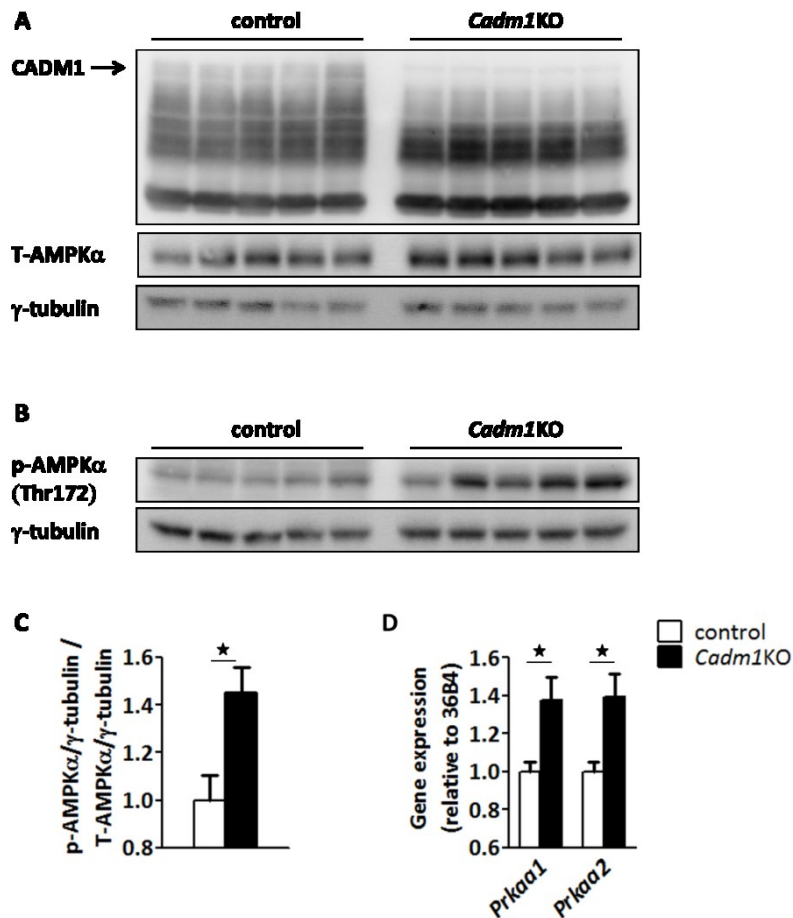 A
control
Cadm1KO
CADM1
T-AMPKα
γ-tubulin
B
control
Cadm1KO
p-AMPKα
(Thr172)
γ-tubulin
C
p-AMPKα/γ-tubulin /
T-AMPKα/γ-tubulin
1.6
1.4
1.2
1.0
0.8
★
D
Gene expression
(relative to 36B4)
1.6
1.4
1.2
1.0
0.8
0.6
★
★
Prkaa1
Prkaa2
control
Cadm1KO